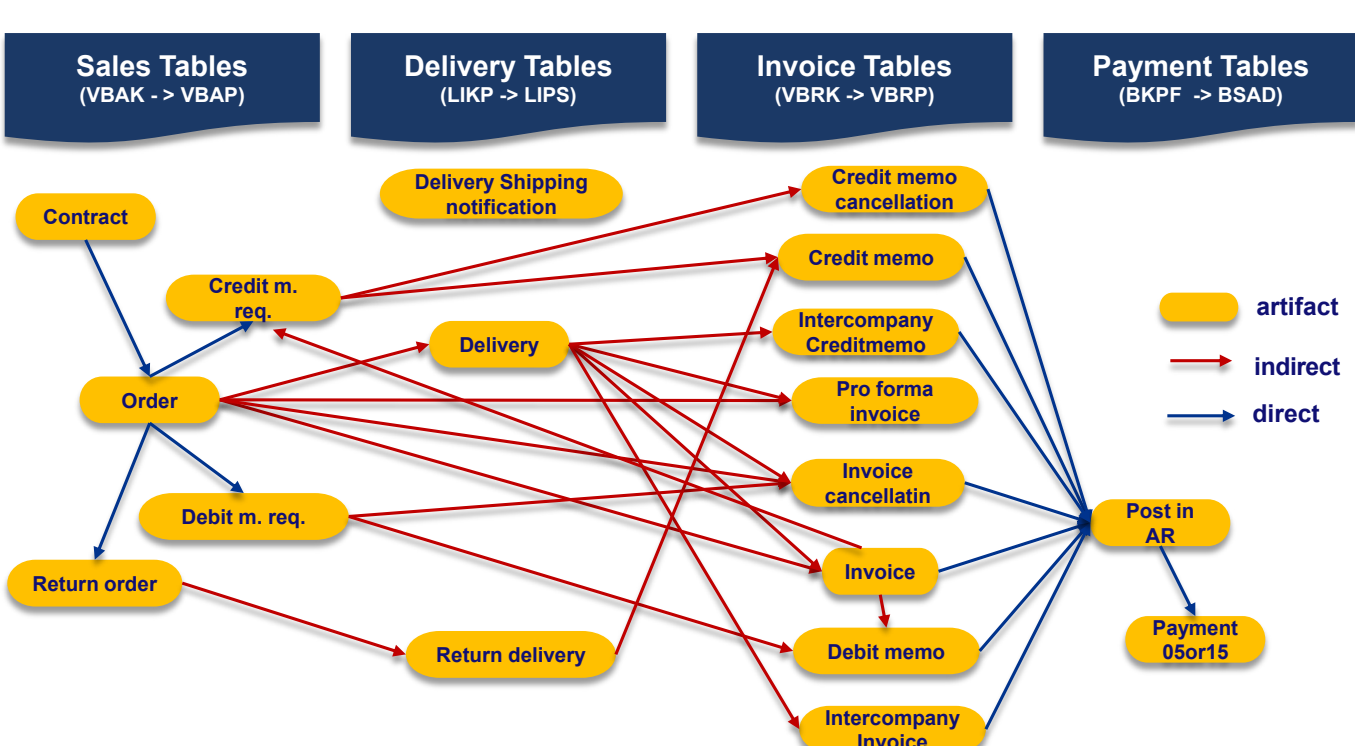 Sales Tables
(VBAK - > VBAP)
Delivery Tables
(LIKP -> LIPS)
Invoice Tables
(VBRK -> VBRP)
Payment Tables
(BKPF -> BSAD)
Contract
Credit m.
req.
Order
Debit m. req.
Return order
Delivery Shipping
notification
Delivery
Return delivery
Credit memo
cancellation
Credit memo
Intercompany
Creditmemo
Pro forma
invoice
Invoice
cancellatin
Invoice
Debit memo
Intercompany
Invoice
Post in
AR
Payment
05or15
artifact
indirect
direct